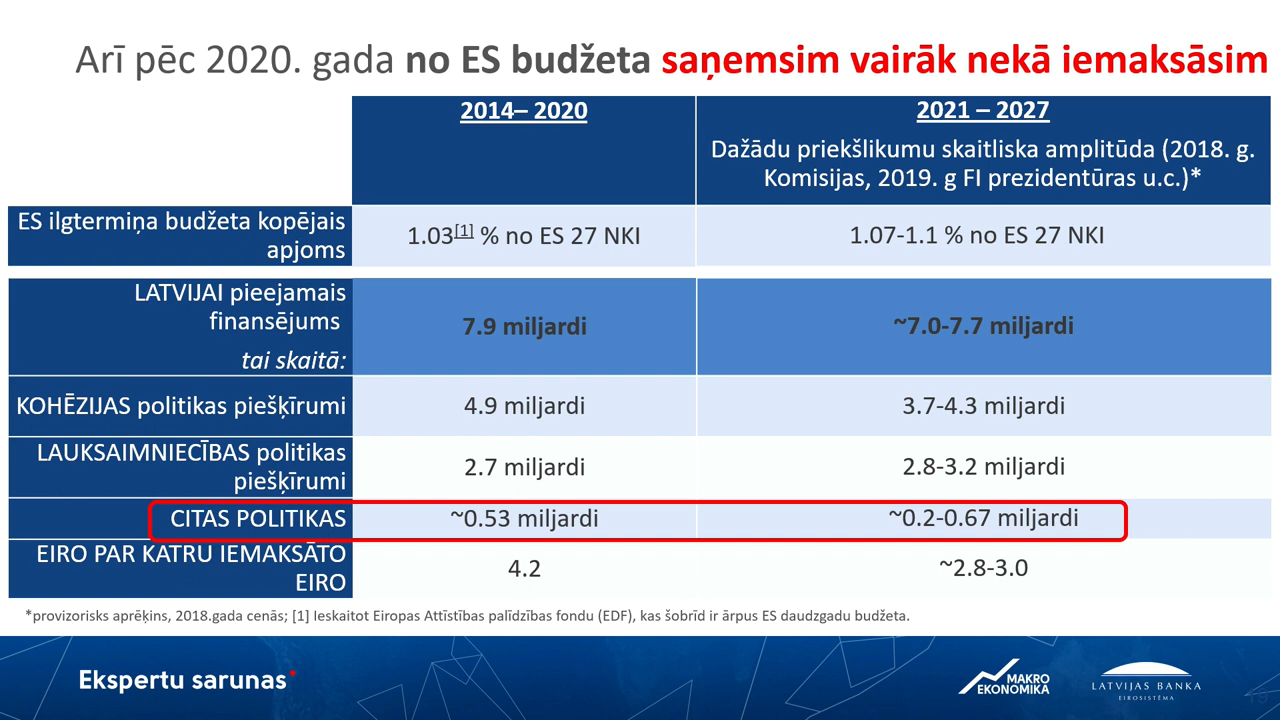 Arī pēc 2020. gada no ES budžeta saņemsim vairāk nekā iemaksāsim
2014– 2020
2021 – 2027
Dažādu priekšlikumu skaitliska amplitūda (2018. g.
Komisijas, 2019. g FI prezidentūras u.c.)*
ES ilgtermiņa budžeta kopējais
apjoms
1.03[1] % no ES 27 NKI
1.07-1.1 % no ES 27 NKI
LATVIJAI pieejamais
finansējums
tai skaitā:
7.9 miljardi
~7.0-7.7 miljardi
KOHĒZIJAS politikas piešķīrumi
4.9 miljardi
3.7-4.3 miljardi
LAUKSAIMNIECĪBAS politikas
piešķīrumi
2.7 miljardi
2.8-3.2 miljardi
CITAS POLITIKAS
~0.53 miljardi
~0.2-0.67 miljardi
EIRO PAR KATRU IEMAKSĀTO
EIRO
4.2
~2.8-3.0
*provizorisks aprēķins, 2018.gada cenās; [1] Ieskaitot Eiropas Attīstības palīdzības fondu (EDF), kas šobrīd ir ārpus ES daudzgadu budžeta.
Ekspertu sarunas
MAKRO
EKONOMIKA
LATVIJAS BANKA
EIROSISTĒMA